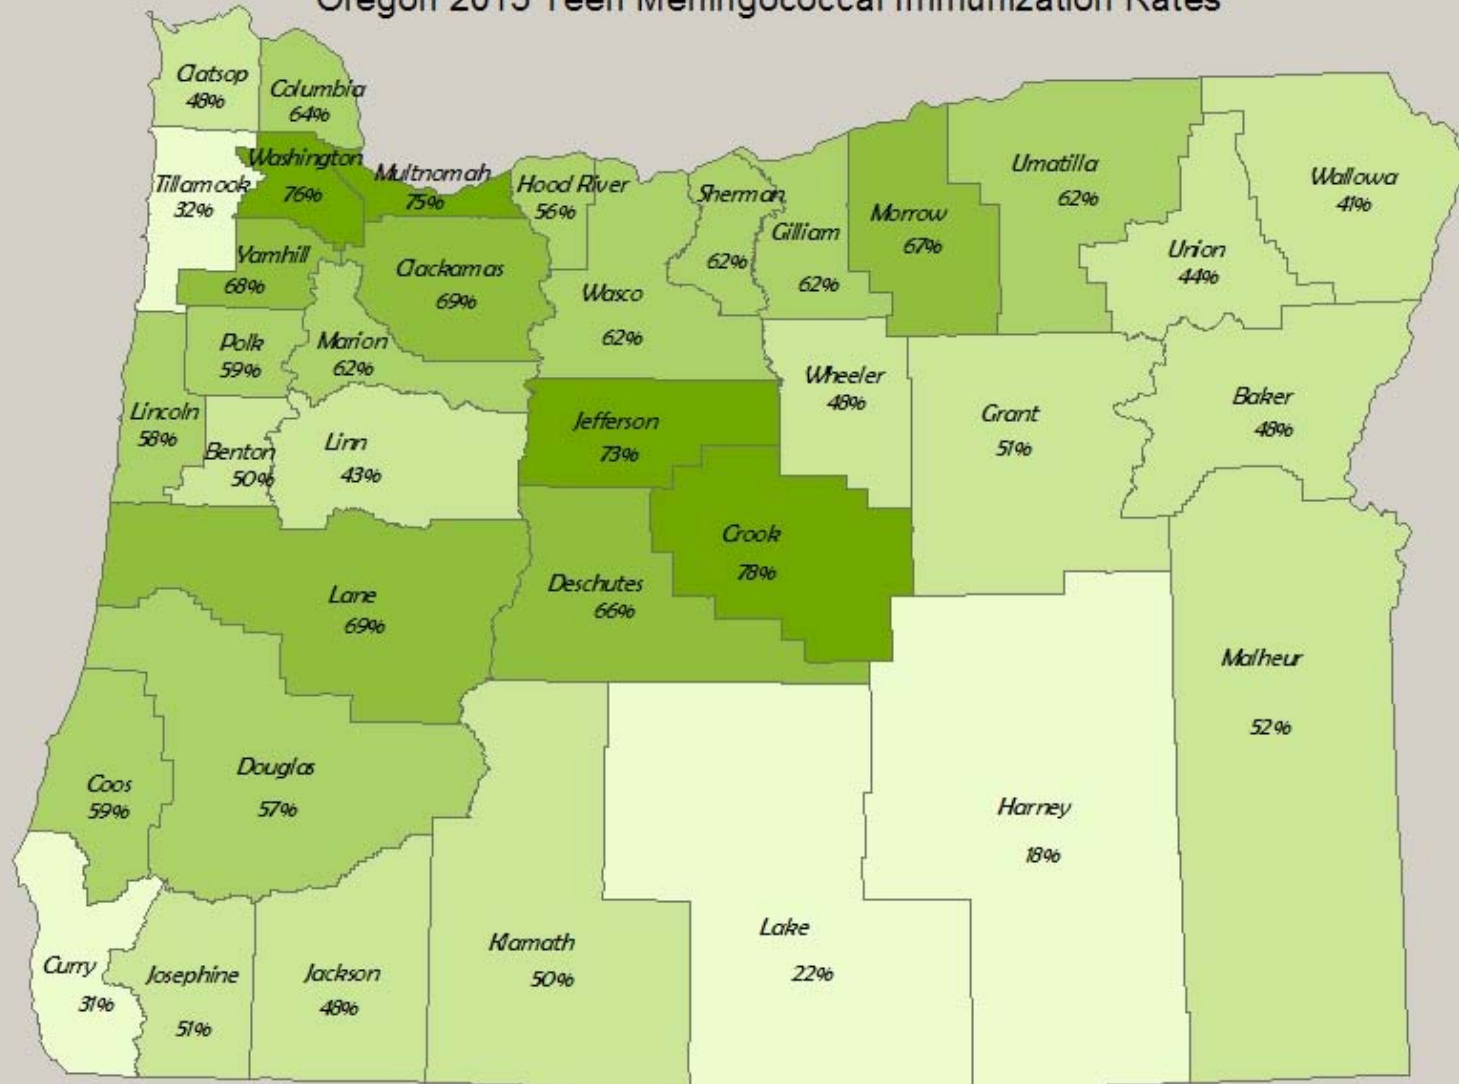 Oregon 2015 Teen Meningococcal Immunization Rates
Clatsop
48%
Columbia
64%
Tillamook
32%
Washington
76%
Multnomah
75%
Hood River
56%
Sherman
62%
Gilliam
62%
Morrow
67%
Umatilla
62%
Union
44%
Wallowa
41%
Yamhill
68%
Clackamas
69%
Wasco
62%
Polk
59%
Marion
62%
Lincoln
58%
Benton
50%
Linn
43%
Jefferson
73%
Wheeler
48%
Grant
51%
Baker
48%
Crook
78%
Deschutes
66%
Lane
69%
Malheur
52%
Coos
59%
Douglas
57%
Harney
18%
Lake
22%
Klamath
50%
Curry
31%
Josephine
51%
Jackson
48%